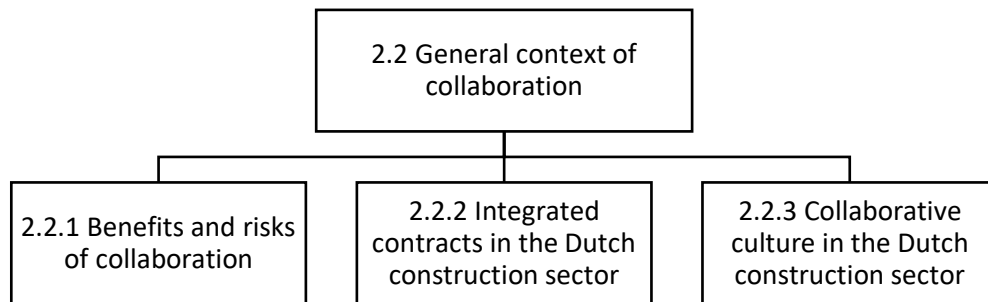 2.2 General context of
collaboration
2.2.1 Benefits and risks
of collaboration
2.2.2 Integrated
contracts in the Dutch
construction sector
2.2.3 Collaborative
culture in the Dutch
construction sector